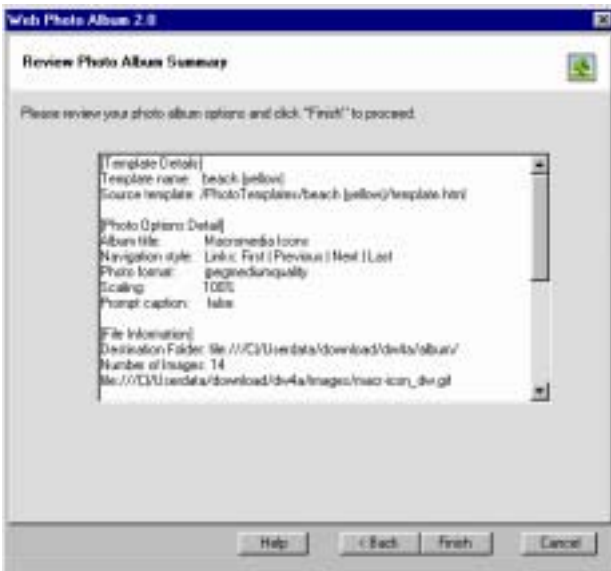 Web Photo Album 2.0
Review Photo Album Summary
Please review your photo album options and click "Finish" to proceed.
[Template Details]
Template name: beach (yellow)
Source template: /PhotoTemplates/beach (yellow)/template.html
[Photo Options Detail]
Album title: Macromedia Icons
Navigation style: Links: First | Previous | Next | Last
Photo format: jpegmediumquality
Scaling: 100%
Prompt caption: false
[File Information]
Destination Folder: file:///C|/Userdata/download/dw4a/album/
Number of Images: 14
file:///C|/Userdata/download/dw4a/images/macr-icon_dw.gif
Help < Back Finish Cancel